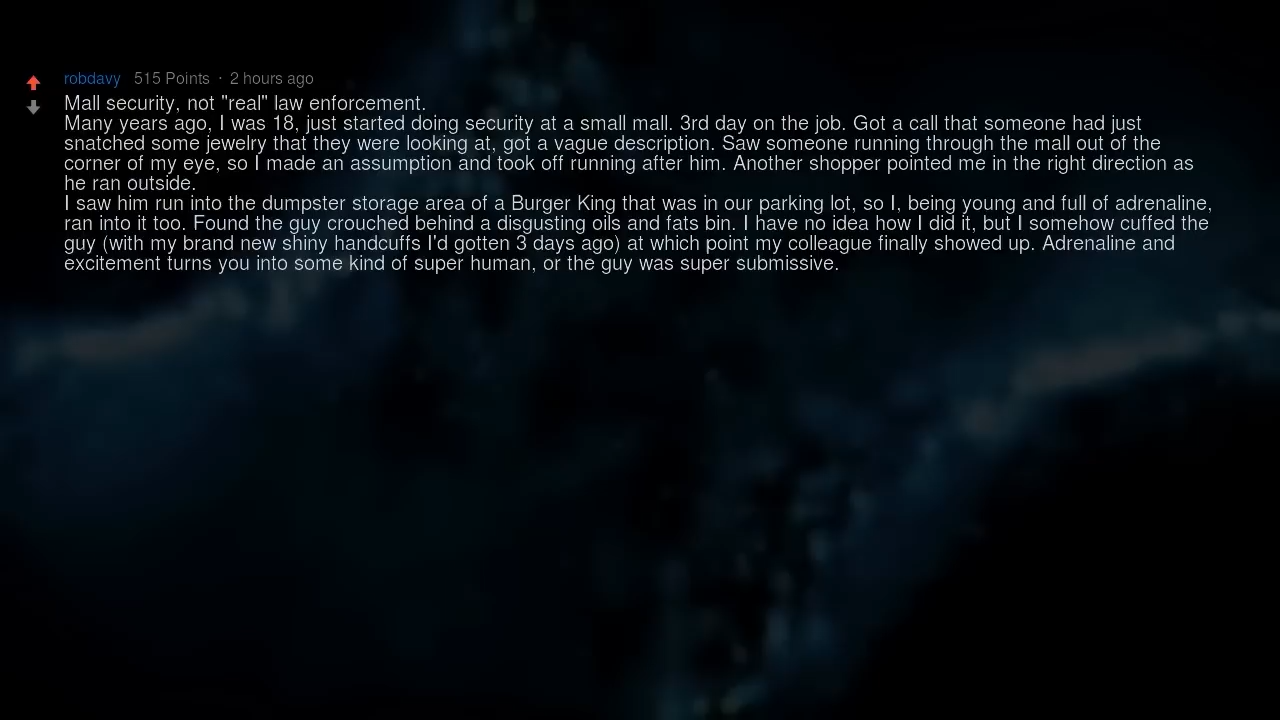 robdavy 515 Points · 2 hours ago
Mall security, not "real" law enforcement.
Many years ago, I was 18, just started doing security at a small mall. 3rd day on the job. Got a call that someone had just
snatched some jewelry that they were looking at, got a vague description. Saw someone running through the mall out of the
corner of my eye, so I made an assumption and took off running after him. Another shopper pointed me in the right direction as
he ran outside.
I saw him run into the dumpster storage area of a Burger King that was in our parking lot, so I, being young and full of adrenaline,
ran into it too. Found the guy crouched behind a disgusting oils and fats bin. I have no idea how I did it, but I somehow cuffed the
guy (with my brand new shiny handcuffs I'd gotten 3 days ago) at which point my colleague finally showed up. Adrenaline and
excitement turns you into some kind of super human, or the guy was super submissive.